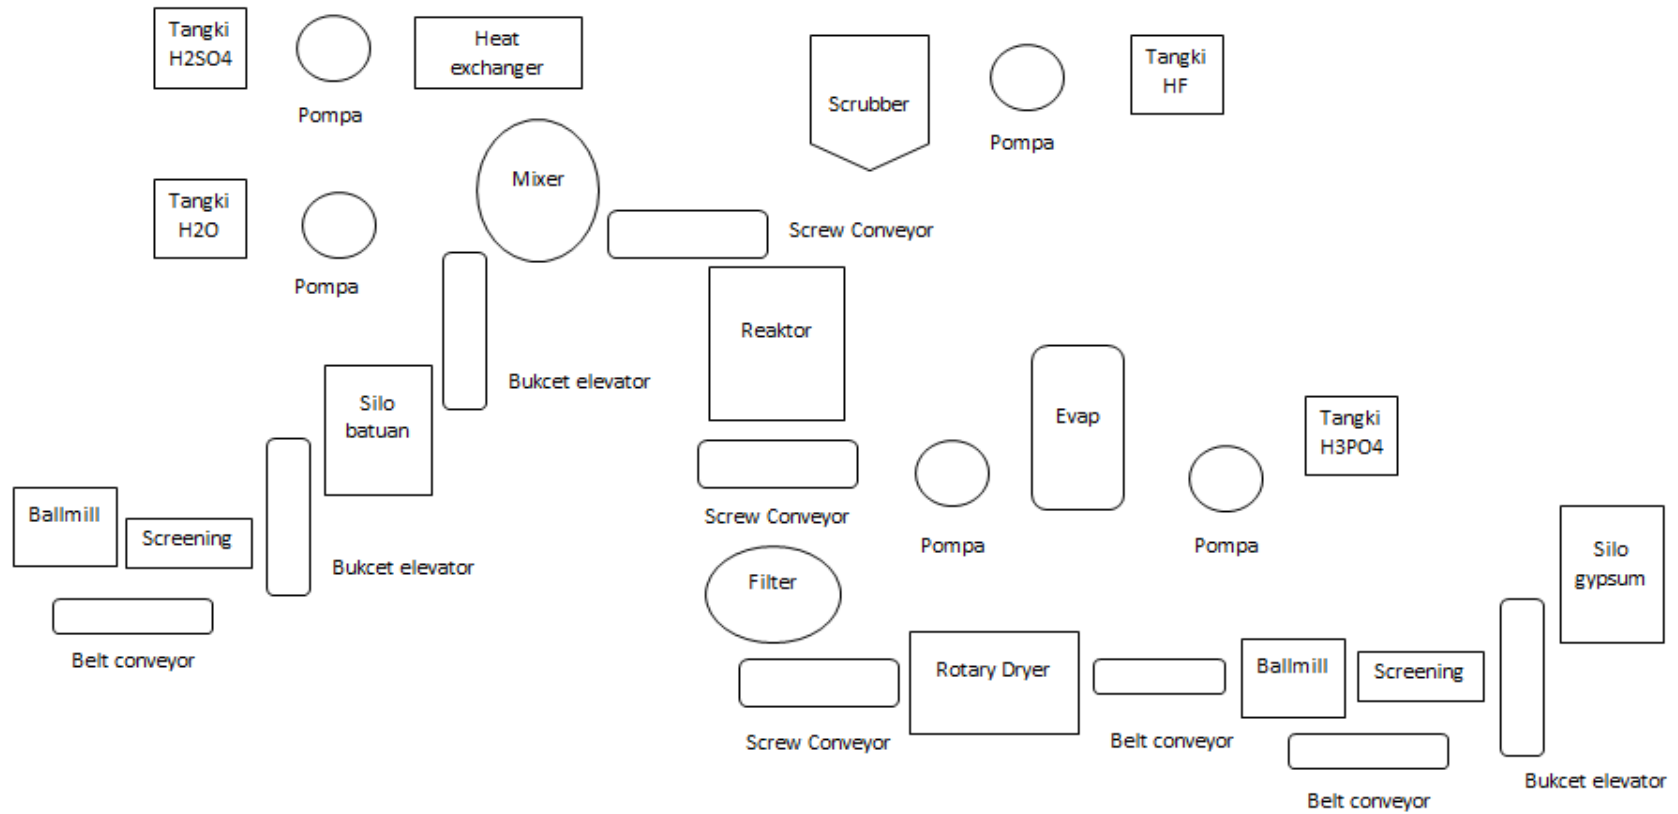 Tangki
H2SO4
Pompa
Heat
exchanger
Scrubber
Pompa
Tangki
HF
Tangki
H2O
Pompa
Mixer
Screw Conveyor
Reaktor
Bukcet elevator
Silo
batuan
Evap
Tangki
H3PO4
Screw Conveyor
Pompa
Pompa
Ballmill
Screening
Bukcet elevator
Belt conveyor
Filter
Silo
gypsum
Screw Conveyor
Rotary Dryer
Belt conveyor
Ballmill
Screening
Belt conveyor
Bukcet elevator